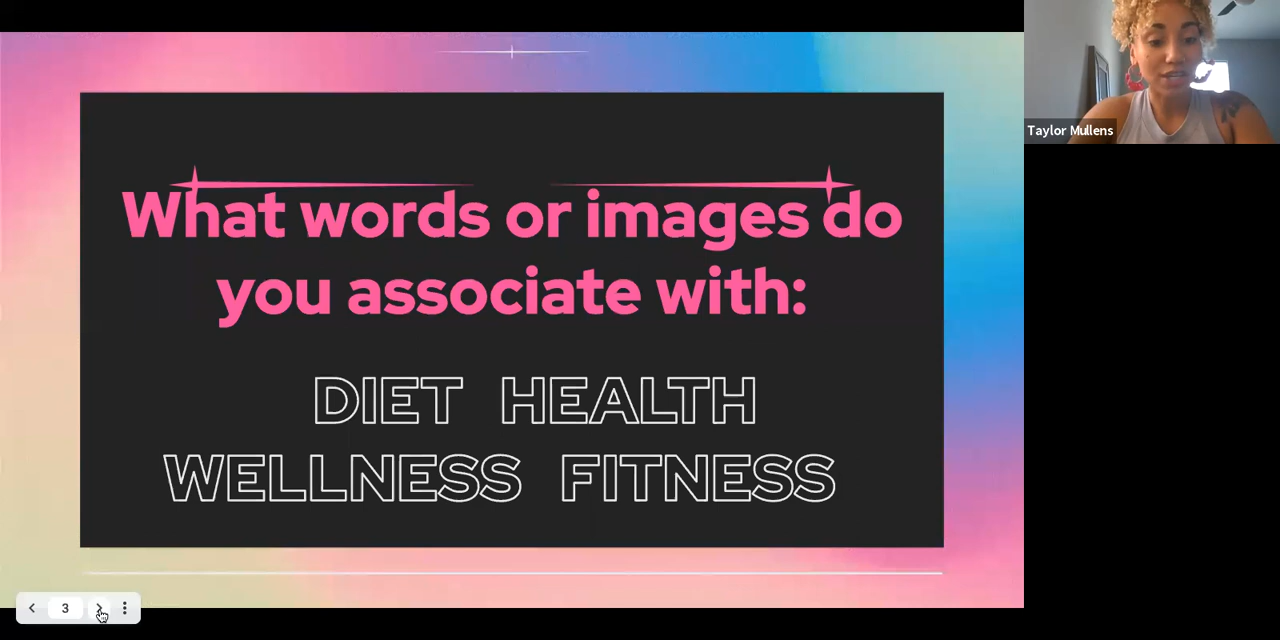 What words or images do
you associate with:
DIET HEALTH
WELLNESS FITNESS
Taylor Mullens
3